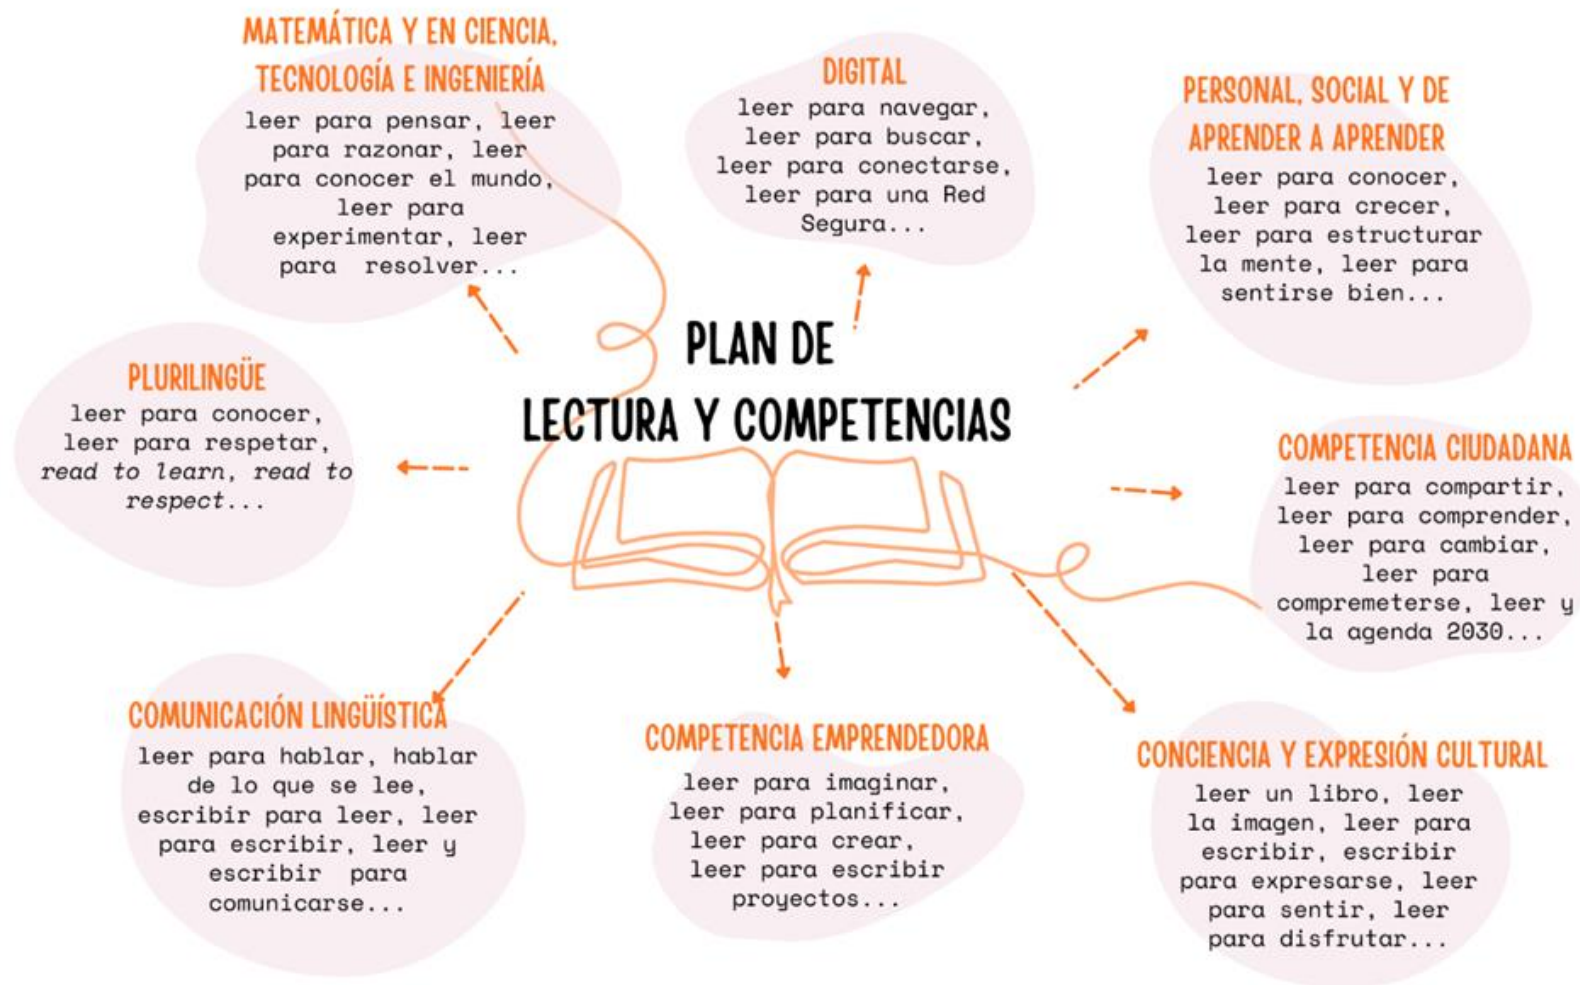 MATEMÁTICA Y EN CIENCIA,
TECNOLOGÍA E INGENIERÍA
leer para pensar, leer
para razonar, leer
para conocer el mundo,
leer para
experimentar, leer
para resolver...
DIGITAL
leer para navegar,
leer para buscar,
leer para conectarse,
leer para una Red
Segura...
PERSONAL, SOCIAL Y DE
APRENDER A APRENDER
leer para conocer,
leer para crecer,
leer para estructurar
la mente, leer para
sentirse bien...
PLURILINGÜE
leer para conocer,
leer para respetar,
read to learn, read to
respect...
PLAN DE
LECTURA Y COMPETENCIAS
COMPETENCIA CIUDADANA
leer para compartir,
leer para comprender,
leer para cambiar,
leer para
compremeterse, leer y
la agenda 2030...
COMUNICACIÓN LINGÜÍSTICA
leer para hablar, hablar
de lo que se lee,
escribir para leer, leer
para escribir, leer y
escribir para
comunicarse...
COMPETENCIA EMPRENDEDORA
leer para imaginar,
leer para planificar,
leer para crear,
leer para escribir
proyectos...
CONCIENCIA Y EXPRESIÓN CULTURAL
leer un libro, leer
la imagen, leer para
escribir, escribir
para expresarse, leer
para sentir, leer
para disfrutar...